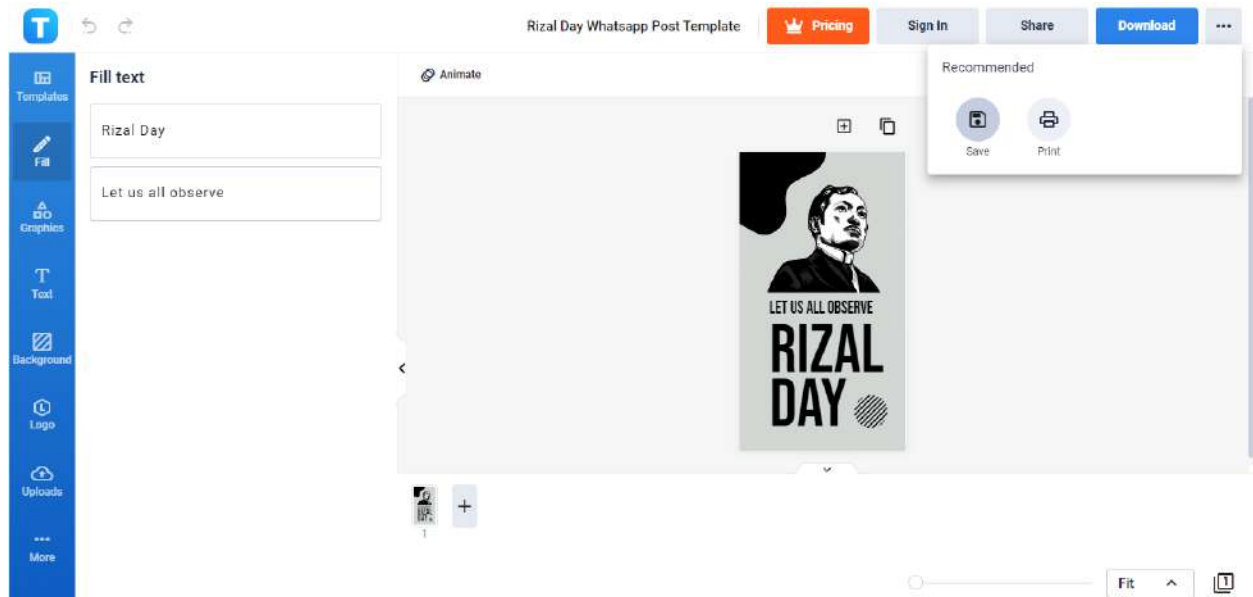 T
Rizal Day Whatsapp Post Template
Pricing
Sign In
Share
Download
Templates
Fill
Graphics
Text
Background
Logo
Uploads
More
Fill text
Rizal Day
Let us all observe
Animate
Recommended
Save
Print
LET US ALL OBSERVE
RIZAL
DAY
1
Fit
1